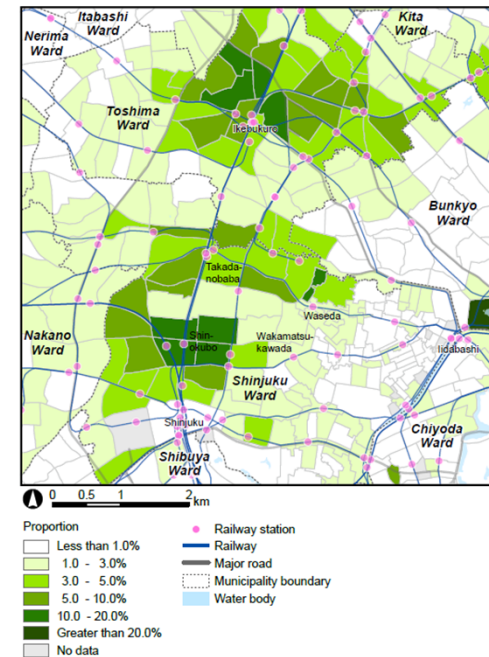 Itabashi
Ward
Kita
Ward
Nerima
Ward
Toshima
Ward
Ikebukuro
Bunkyo
Ward
Takada-
nobaba
Waseda
Nakano
Ward
Shin-
okubo
Wakamatsu-
kawada
Iidabashi
Shinjuku
Ward
Shinjuku
Chiyoda
Ward
Shibuya
Ward
0 0.5 1 2
km
Proportion
Less than 1.0%
1.0 - 3.0%
3.0 - 5.0%
5.0 - 10.0%
10.0 - 20.0%
Greater than 20.0%
No data
Railway station
Railway
Major road
Municipality boundary
Water body